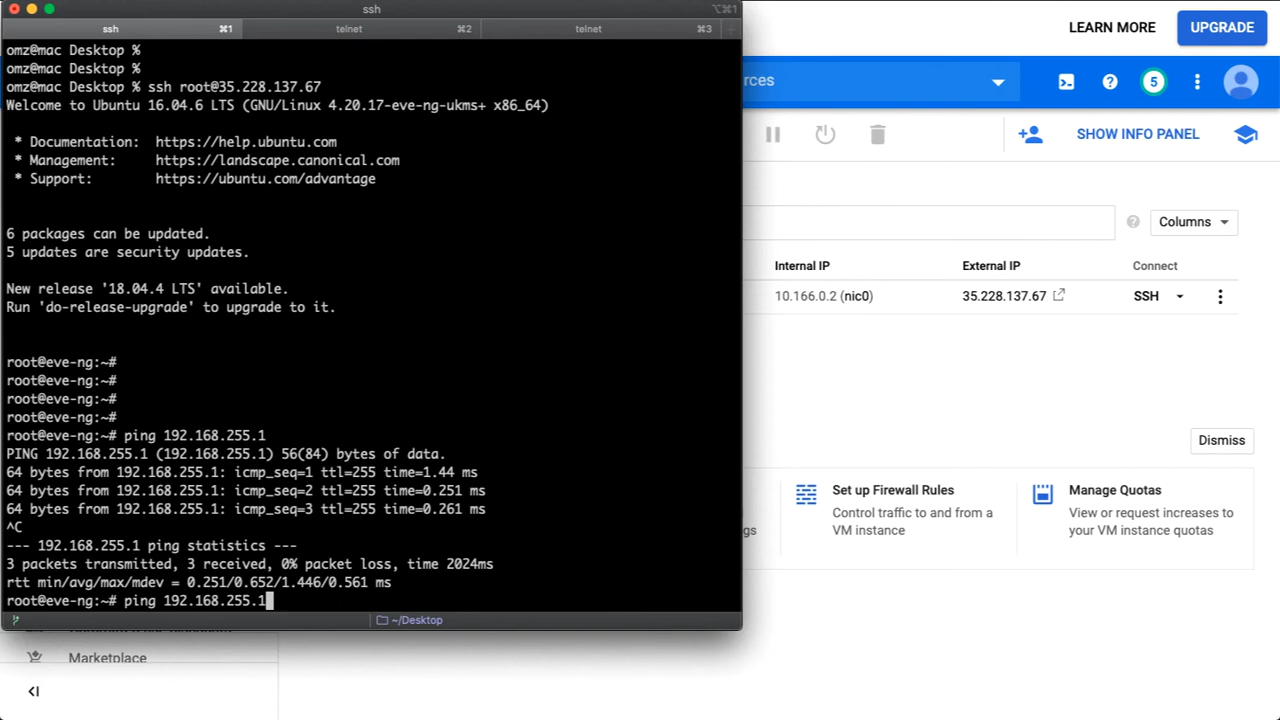 ssh
⌥⌘1
ssh ⌘1
telnet ⌘2
telnet ⌘3
omz@mac Desktop %
omz@mac Desktop %
omz@mac Desktop % ssh root@35.228.137.67
Welcome to Ubuntu 16.04.6 LTS (GNU/Linux 4.20.17-eve-ng-ukms+ x86_64)
* Documentation: https://help.ubuntu.com
* Management: https://landscape.canonical.com
* Support: https://ubuntu.com/advantage
6 packages can be updated.
5 updates are security updates.
New release '18.04.4 LTS' available.
Run 'do-release-upgrade' to upgrade to it.
root@eve-ng:~#
root@eve-ng:~#
root@eve-ng:~#
root@eve-ng:~#
root@eve-ng:~# ping 192.168.255.1
PING 192.168.255.1 (192.168.255.1) 56(84) bytes of data.
64 bytes from 192.168.255.1: icmp_seq=1 ttl=255 time=1.44 ms
64 bytes from 192.168.255.1: icmp_seq=2 ttl=255 time=0.251 ms
64 bytes from 192.168.255.1: icmp_seq=3 ttl=255 time=0.261 ms
^C
--- 192.168.255.1 ping statistics ---
3 packets transmitted, 3 received, 0% packet loss, time 2024ms
rtt min/avg/max/mdev = 0.251/0.652/1.446/0.561 ms
root@eve-ng:~# ping 192.168.255.1
~/Desktop
LEARN MORE
UPGRADE
rces
5
SHOW INFO PANEL
Columns
Internal IP External IP Connect
10.166.0.2 (nic0) 35.228.137.67 SSH
Dismiss
gs
Set up Firewall Rules
Control traffic to and from a
VM instance
Manage Quotas
View or request increases to
your VM instance quotas
Marketplace